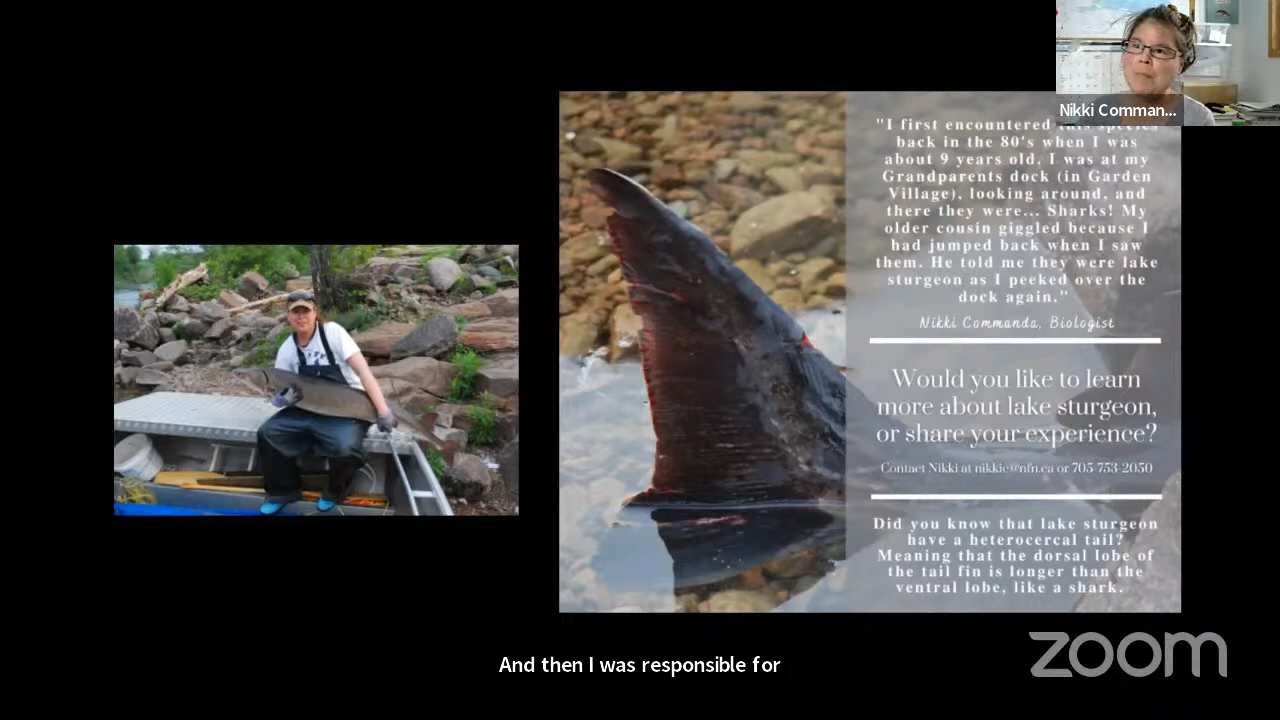 Nikki Comman...
"I first encountered this species
back in the 80's when I was
about 9 years old. I was at my
Grandparents dock (in Garden
Village), looking around, and
there they were... Sharks! My
older cousin giggled because I
had jumped back when I saw
them. He told me they were lake
sturgeon as I peeked over the
dock again."
Nikki Commanda, Biologist
Would you like to learn
more about lake sturgeon,
or share your experience?
Contact Nikki at nikkic@nfn.ca or 705-753-2050
Did you know that lake sturgeon
have a heterocercal tail?
Meaning that the dorsal lobe of
the tail fin is longer than the
ventral lobe, like a shark.
And then I was responsible for
zoom